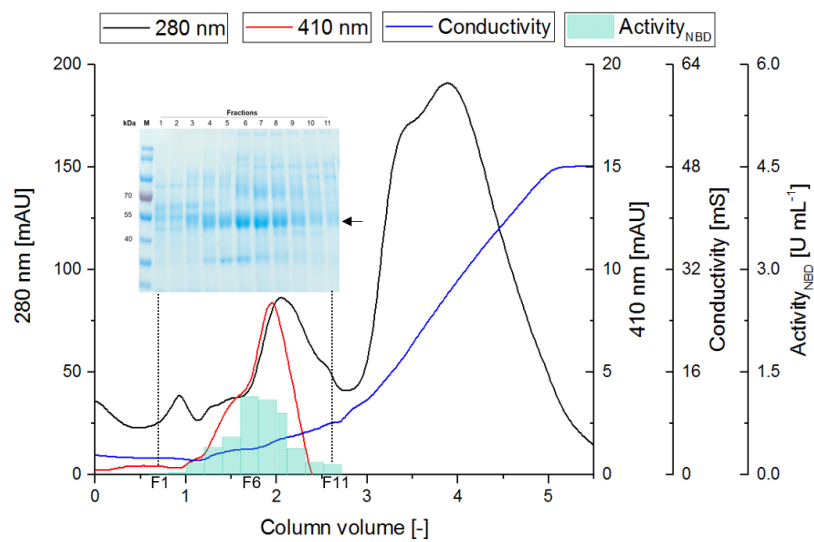 280 nm 410 nm Conductivity Activity_NBD
200 20 64 6.0
Fractions
kDa M 1 2 3 4 5 6 7 8 9 10 11
150 15 48 4.5
70
55
40
100 10 32 3.0
50 5 16 1.5
0 0 0 0.0
280 nm [mAU]
410 nm [mAU]
Conductivity [mS]
Activity_NBD [U mL⁻¹]
F1 F6 F11
0 1 2 3 4 5
Column volume [-]